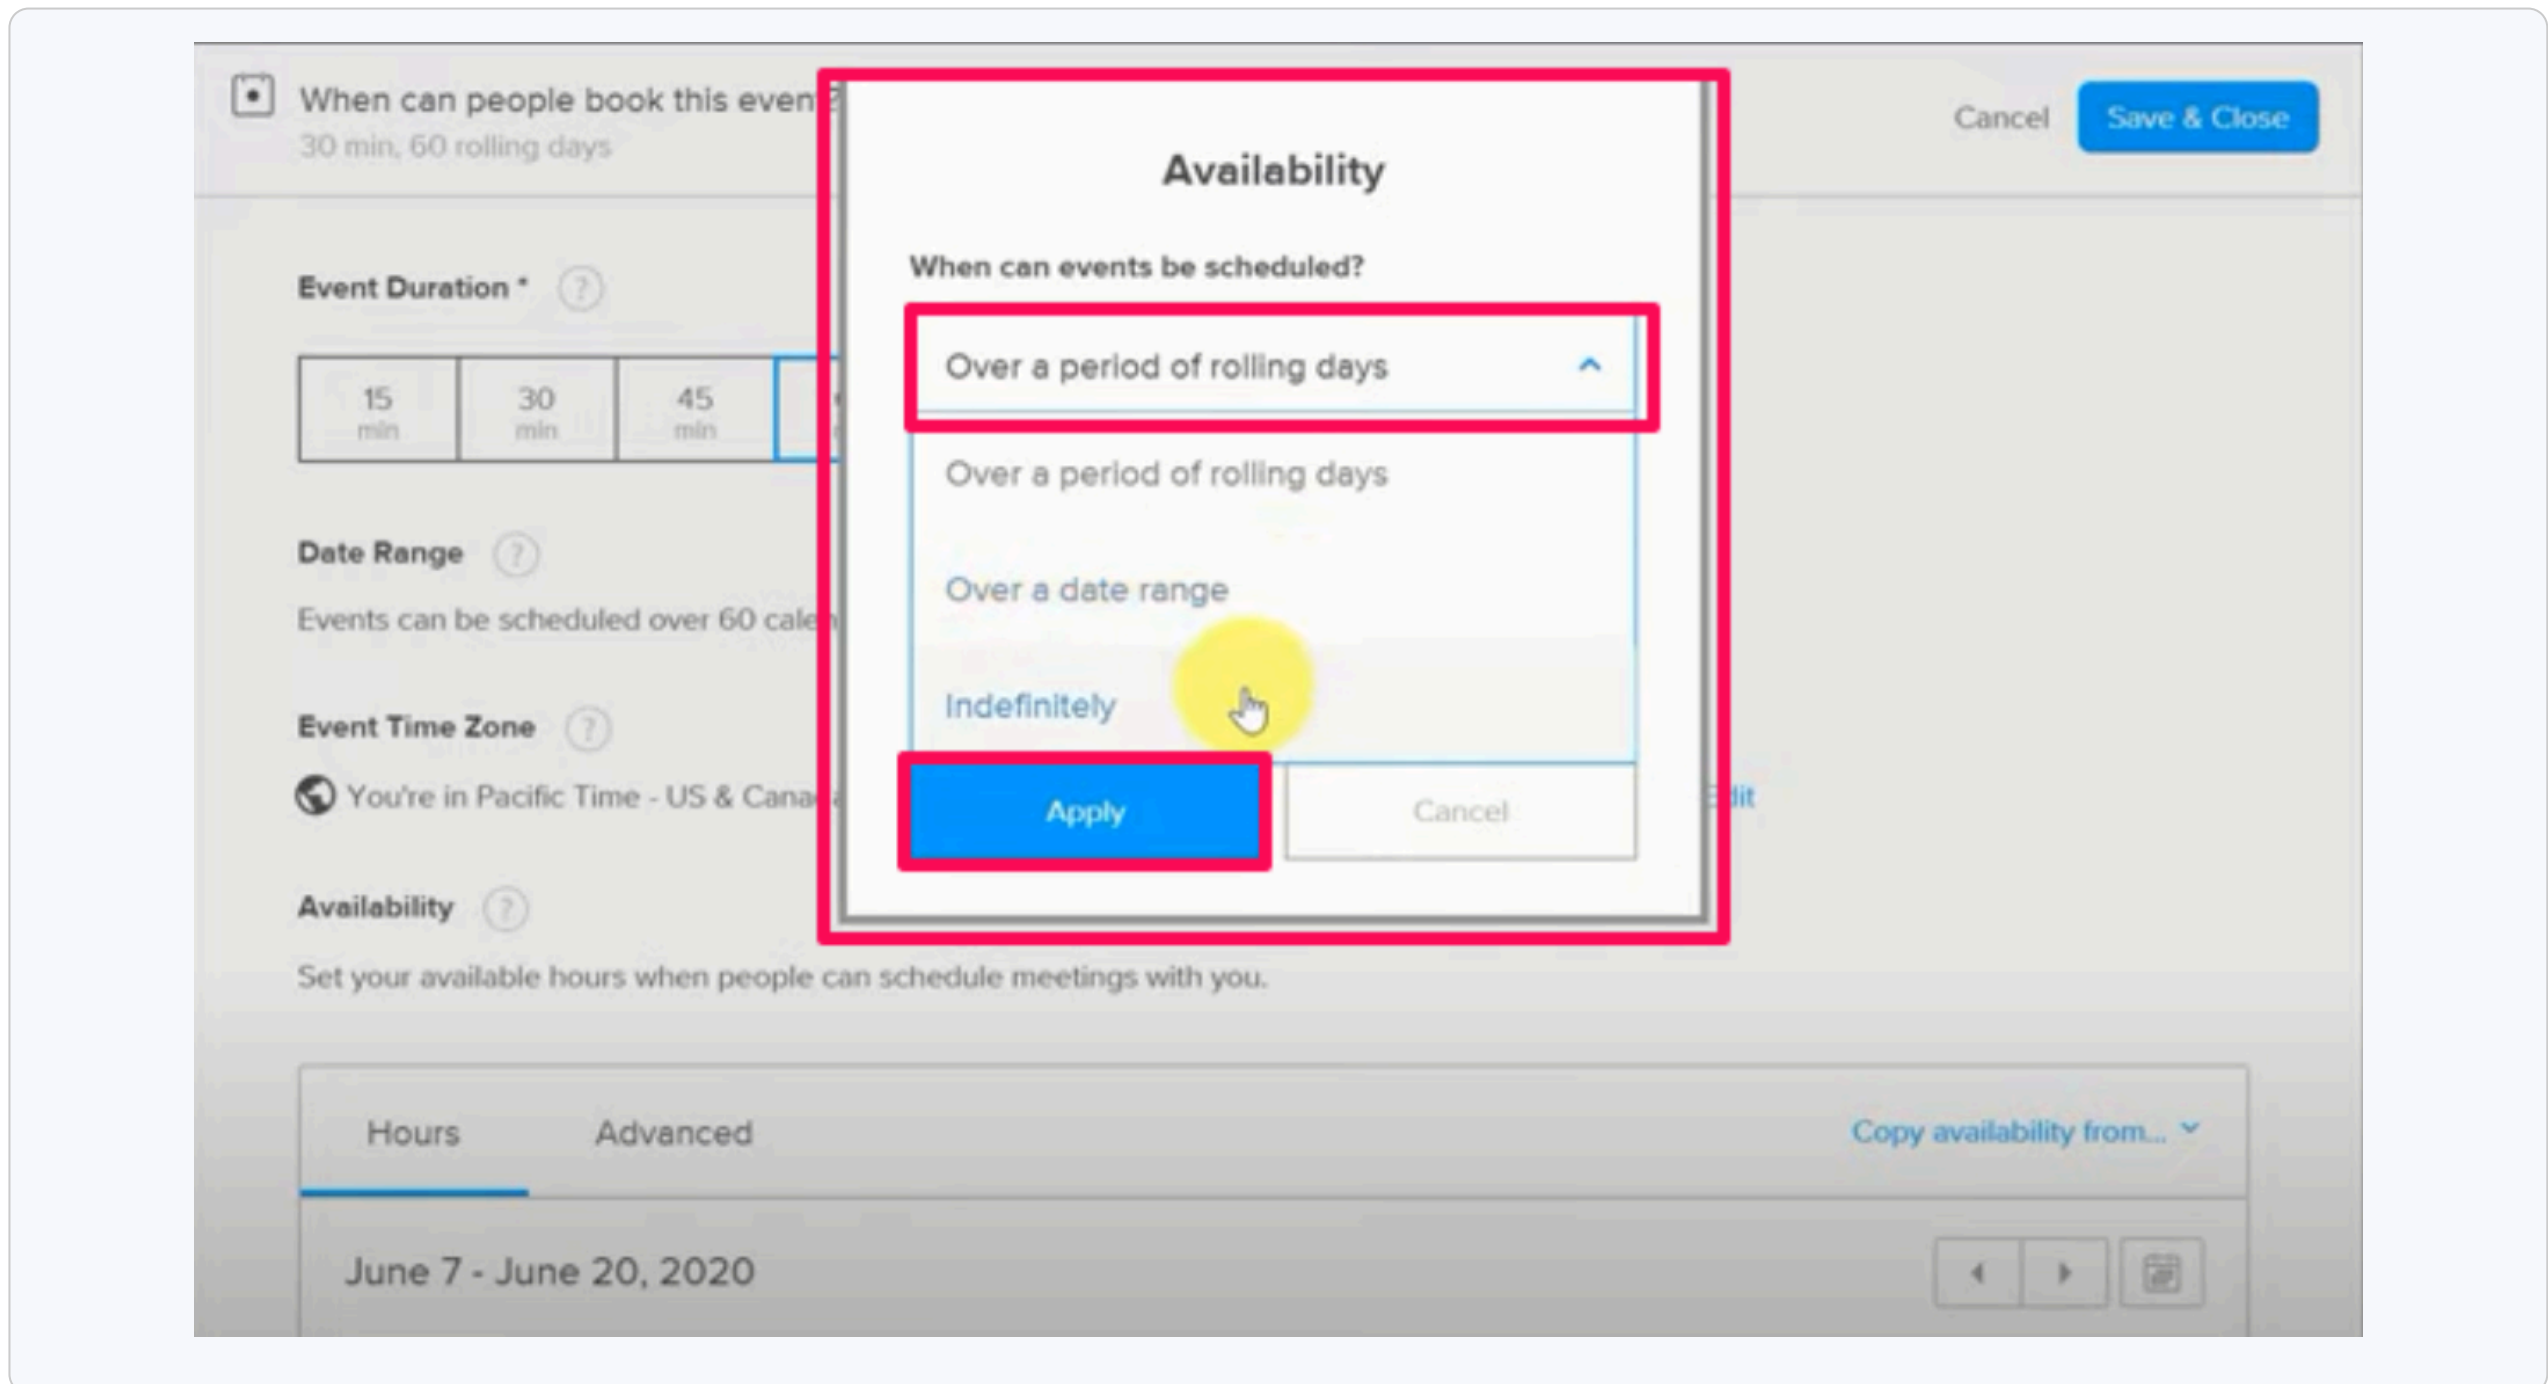 When can people book this event?
30 min, 60 rolling days
Cancel
Save & Close
Availability
When can events be scheduled?
Over a period of rolling days
Over a period of rolling days
Over a date range
Indefinitely
Apply
Cancel
Event Duration *
?
15
min
30
min
45
min
Date Range
?
Events can be scheduled over 60
Event Time Zone
?
You're in Pacific Time - US &
Availability
?
Set your available hours when people can schedule meetings with you.
Hours
Advanced
Copy availability from...
June 7 - June 20, 2020